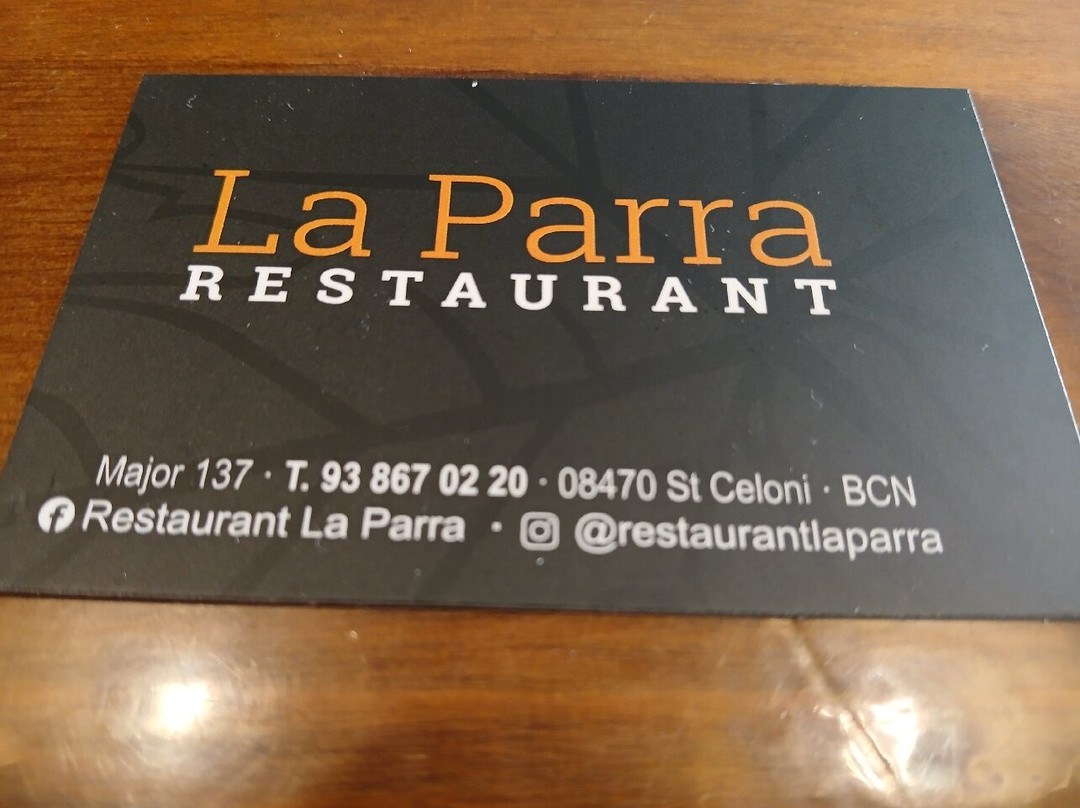 La Parra
RESTAURANT
Major 137 · T. 93 867 02 20 · 08470 St Celoni · BCN
Restaurant La Parra · @restaurantlaparra